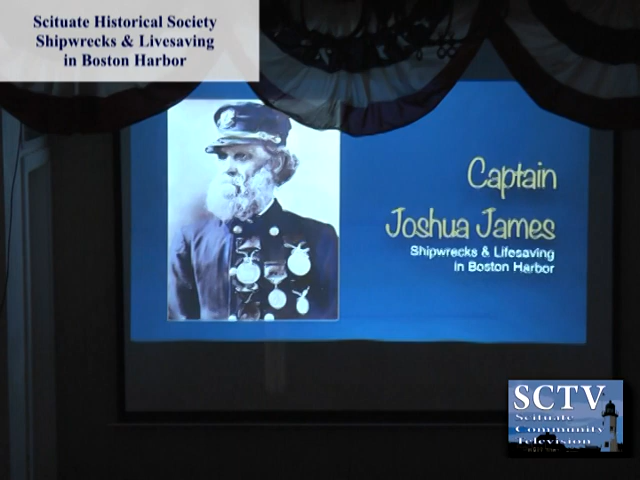 Scituate Historical Society
Shipwrecks & Livesaving
in Boston Harbor
Captain
Joshua James
Shipwrecks & Lifesaving
in Boston Harbor
SCTV
Scituate
Community
Television